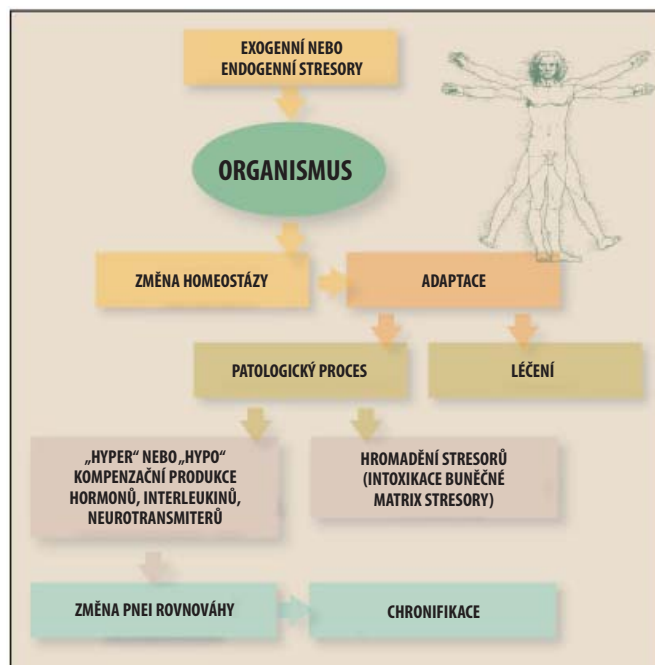 EXOGENNÍ NEBO
ENDOGENNÍ STRESORY
ORGANISMUS
ZMĚNA HOMEOSTÁZY
ADAPTACE
PATOLOGICKÝ PROCES
LÉČENÍ
„HYPER“ NEBO „HYPO“
KOMPENZAČNÍ PRODUKCE
HORMONŮ, INTERLEUKINŮ,
NEUROTRANSMITERŮ
HROMADĚNÍ STRESORŮ
(INTOXIKACE BUNĚČNÉ
MATRIX STRESORY)
ZMĚNA PNEI ROVNOVÁHY
CHRONIFIKACE